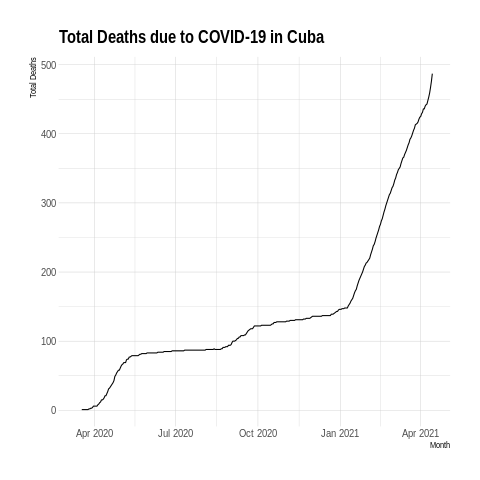 Total Deaths due to COVID-19 in Cuba
Total Deaths
500
400
300
200
100
0
Apr 2020 Jul 2020 Oct 2020 Jan 2021 Apr 2021
Month